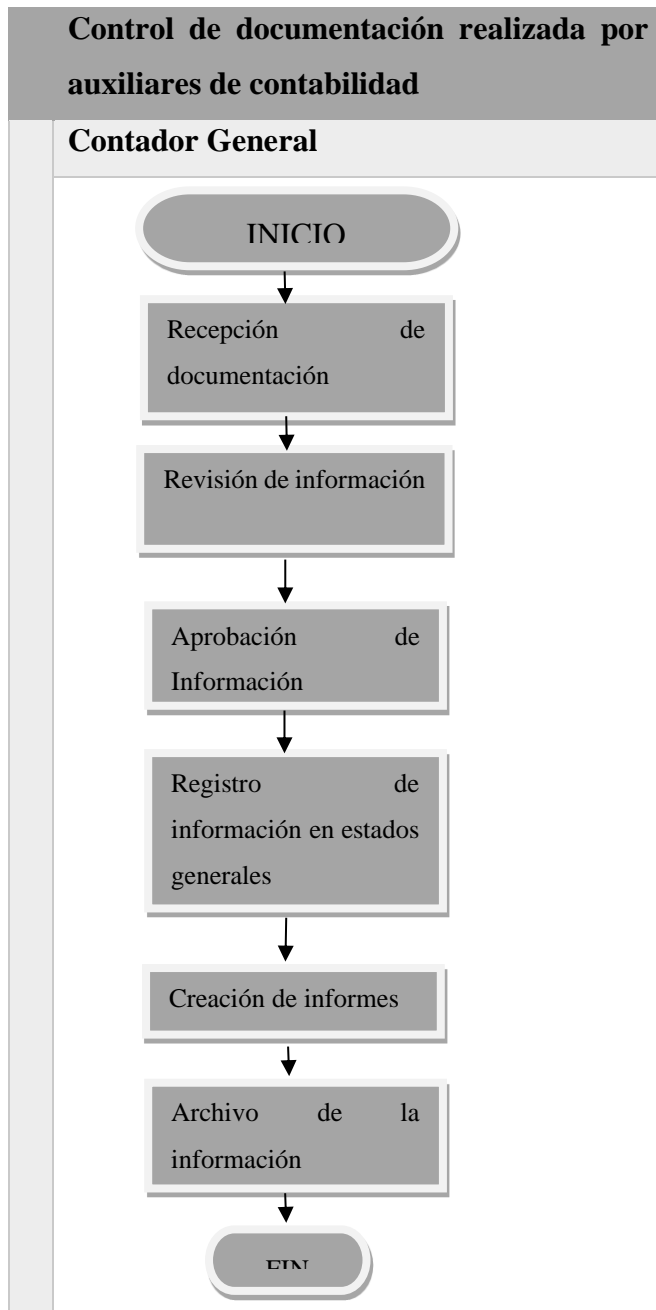 Control de documentación realizada por
auxiliares de contabilidad
Contador General
INICIO
Recepción de
documentación
Revisión de información
Aprobación de
Información
Registro de
información en estados
generales
Creación de informes
Archivo de la
información
FIN